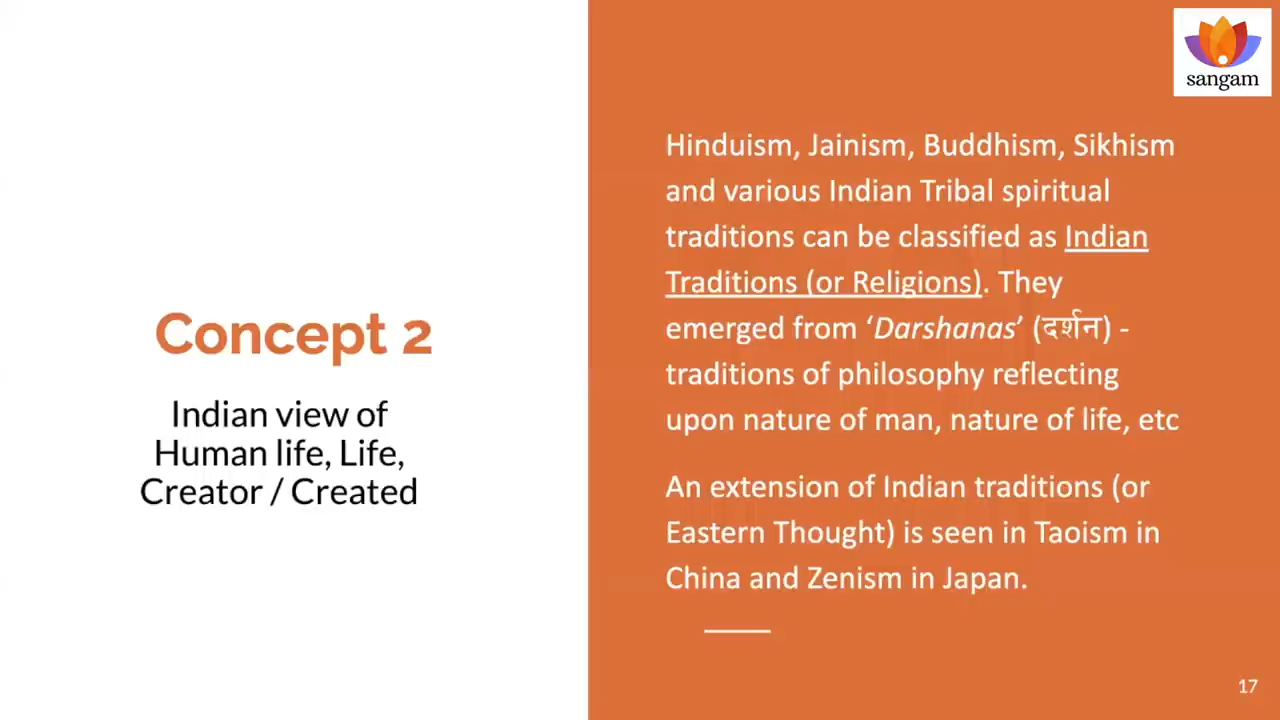 sangam
Concept 2
Indian view of
Human life, Life,
Creator / Created
Hinduism, Jainism, Buddhism, Sikhism
and various Indian Tribal spiritual
traditions can be classified as Indian
Traditions (or Religions). They
emerged from ‘Darshanas’ (दर्शन) -
traditions of philosophy reflecting
upon nature of man, nature of life, etc
An extension of Indian traditions (or
Eastern Thought) is seen in Taoism in
China and Zenism in Japan.
17